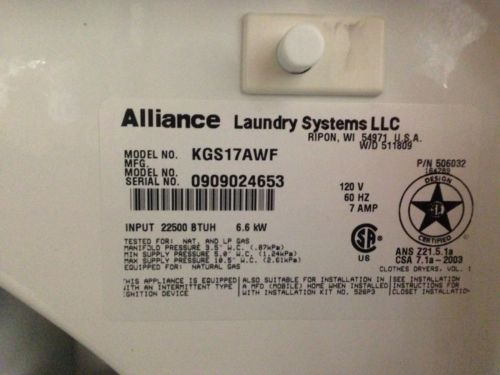 Alliance Laundry Systems LLC
RIPON, WI 54971 U.S.A.
W/D 511809
MODEL NO. KGS17AWF
MFG.
MODEL NO.
SERIAL NO. 0909024653
P/N 506032
120 V
60 HZ
7 AMP
DESIGN
CERTIFIED
INPUT 22500 BTUH 6.6 kW
TESTED FOR: NAT. AND LP GAS
MANIFOLD PRESSURE 3.5" W.C. (.87kPa)
MIN SUPPLY PRESSURE 5.0" W.C. (1.24kPa)
MAX SUPPLY PRESSURE 10.5" W.C. (2.61kPa)
EQUIPPED FOR: NATURAL GAS
US
ANS Z21.5.1a
CSA 7.1a-2003
CLOTHES DRYERS, VOL. 1
THIS APPLIANCE IS EQUIPPED
WITH AN INTERMITTENT TYPE
IGNITION DEVICE
ALSO SUITABLE FOR INSTALLATION IN
A MFD (MOBILE) HOME WHEN INSTALLED
WITH INSTALLATION KIT NO. 526P3
SEE INSTALLATION
INSTRUCTIONS FOR
CLOSET INSTALLATION